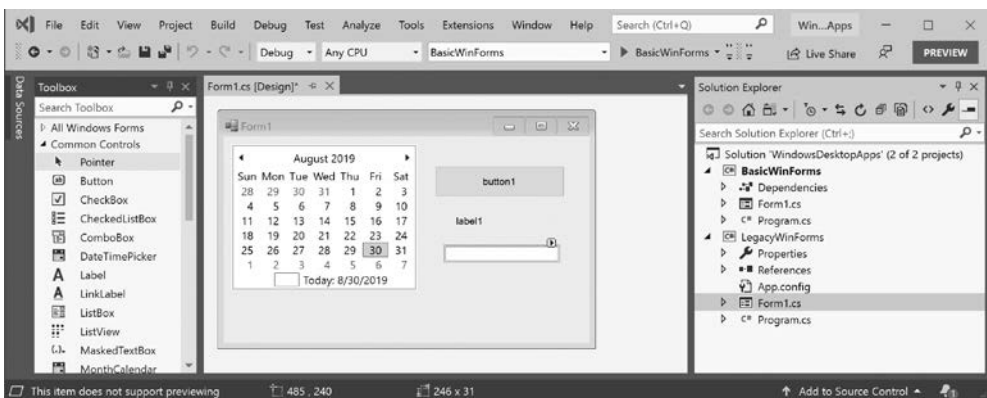 File Edit View Project Build Debug Test Analyze Tools Extensions Window Help Search (Ctrl+Q) Win...Apps
Debug Any CPU BasicWinForms BasicWinForms Live Share PREVIEW
Data Sources
Toolbox
Search Toolbox
All Windows Forms
Common Controls
Pointer
Button
CheckBox
CheckedListBox
ComboBox
DateTimePicker
Label
LinkLabel
ListBox
ListView
MaskedTextBox
MonthCalendar
Form1.cs [Design]*
Form1
August 2019
Sun Mon Tue Wed Thu Fri Sat
28 29 30 31 1 2 3
4 5 6 7 8 9 10
11 12 13 14 15 16 17
18 19 20 21 22 23 24
25 26 27 28 29 30 31
1 2 3 4 5 6 7
Today: 8/30/2019
button1
label1
Solution Explorer
Search Solution Explorer (Ctrl+;)
Solution 'WindowsDesktopApps' (2 of 2 projects)
C# BasicWinForms
Dependencies
Form1.cs
C# Program.cs
C# LegacyWinForms
Properties
References
App.config
Form1.cs
C# Program.cs
This item does not support previewing 485 , 240 246 x 31 Add to Source Control